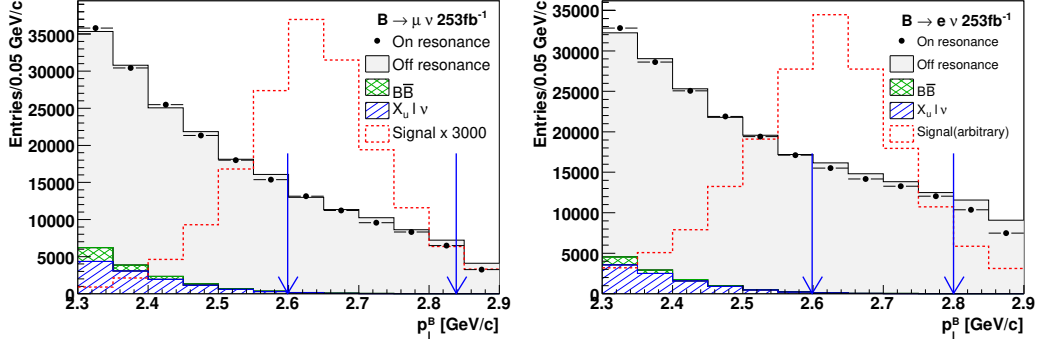 B → μ ν 253fb-1
On resonance
Off resonance
BB̅
X_u l ν
Signal x 3000
Entries/0.05 GeV/c
35000
30000
25000
20000
15000
10000
5000
0
2.3 2.4 2.5 2.6 2.7 2.8 2.9
p_l^B [GeV/c]
B → e ν 253fb-1
On resonance
Off resonance
BB̅
X_u l ν
Signal(arbitrary)
Entries/0.05 GeV/c
35000
30000
25000
20000
15000
10000
5000
0
2.3 2.4 2.5 2.6 2.7 2.8 2.9
p_l^B [GeV/c]